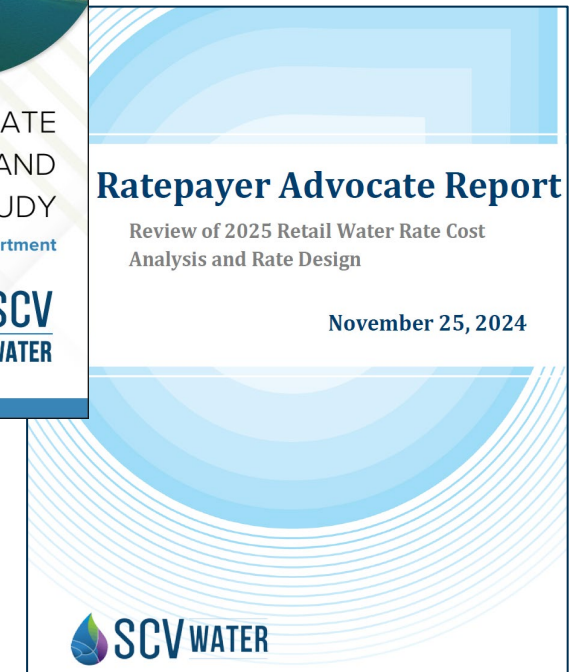 ATE
AND
UDY
rtment
SCV
WATER
Ratepayer Advocate Report
Review of 2025 Retail Water Rate Cost
Analysis and Rate Design
November 25, 2024
SCV WATER